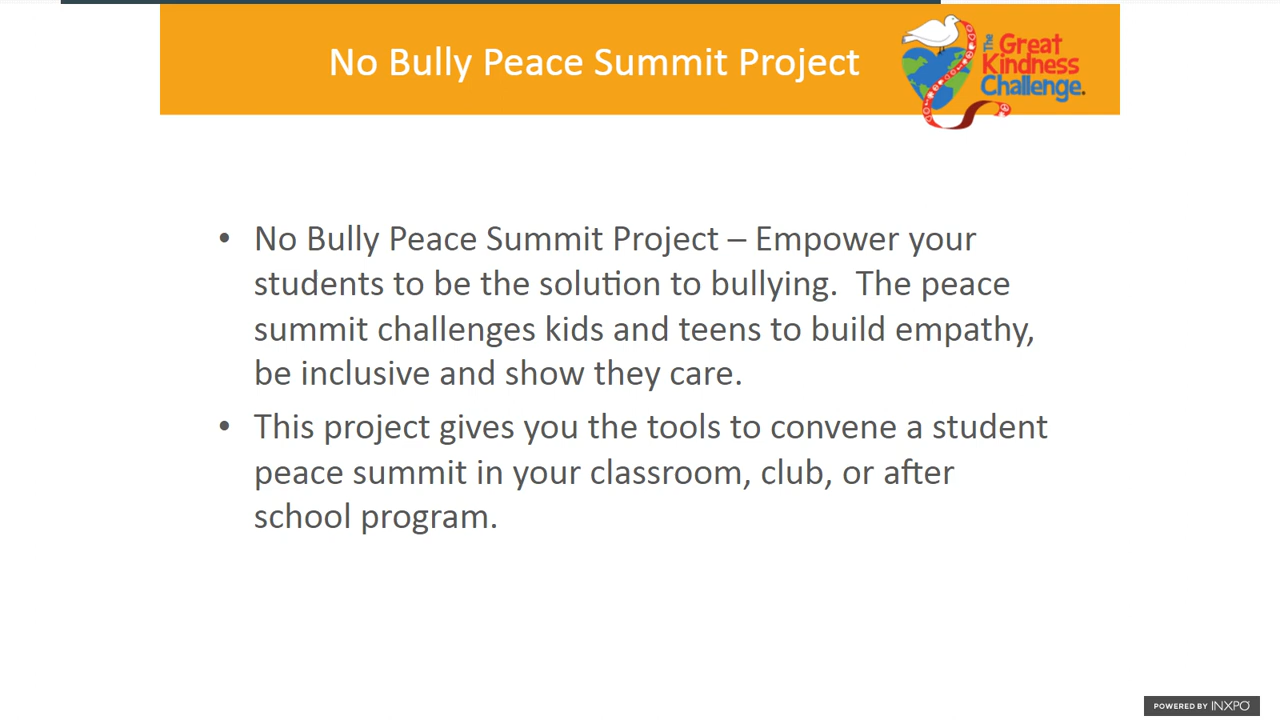 No Bully Peace Summit Project
The
Great
Kindness
Challenge.
• No Bully Peace Summit Project – Empower your
students to be the solution to bullying.  The peace
summit challenges kids and teens to build empathy,
be inclusive and show they care.
• This project gives you the tools to convene a student
peace summit in your classroom, club, or after
school program.
POWERED BY INXPO